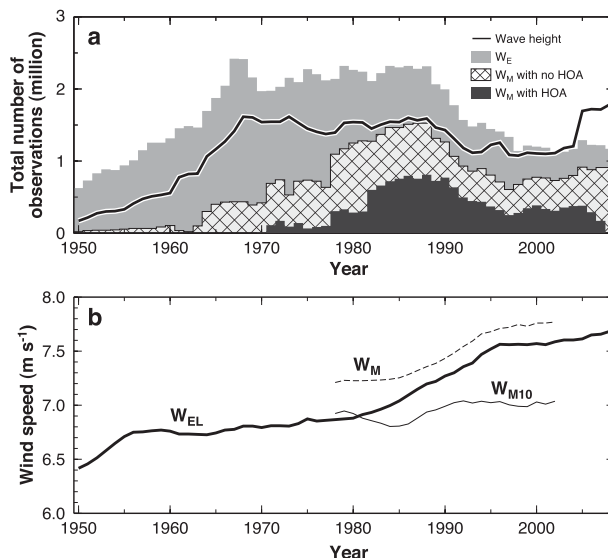 a
3
2
1
0
Total number of
observations (million)
Wave height
W_E
W_M with no HOA
W_M with HOA
1950 1960 1970 1980 1990 2000
Year
b
8.0
7.5
7.0
6.5
6.0
Wind speed (m s⁻¹)
W_M
W_EL
W_M10
1950 1960 1970 1980 1990 2000
Year